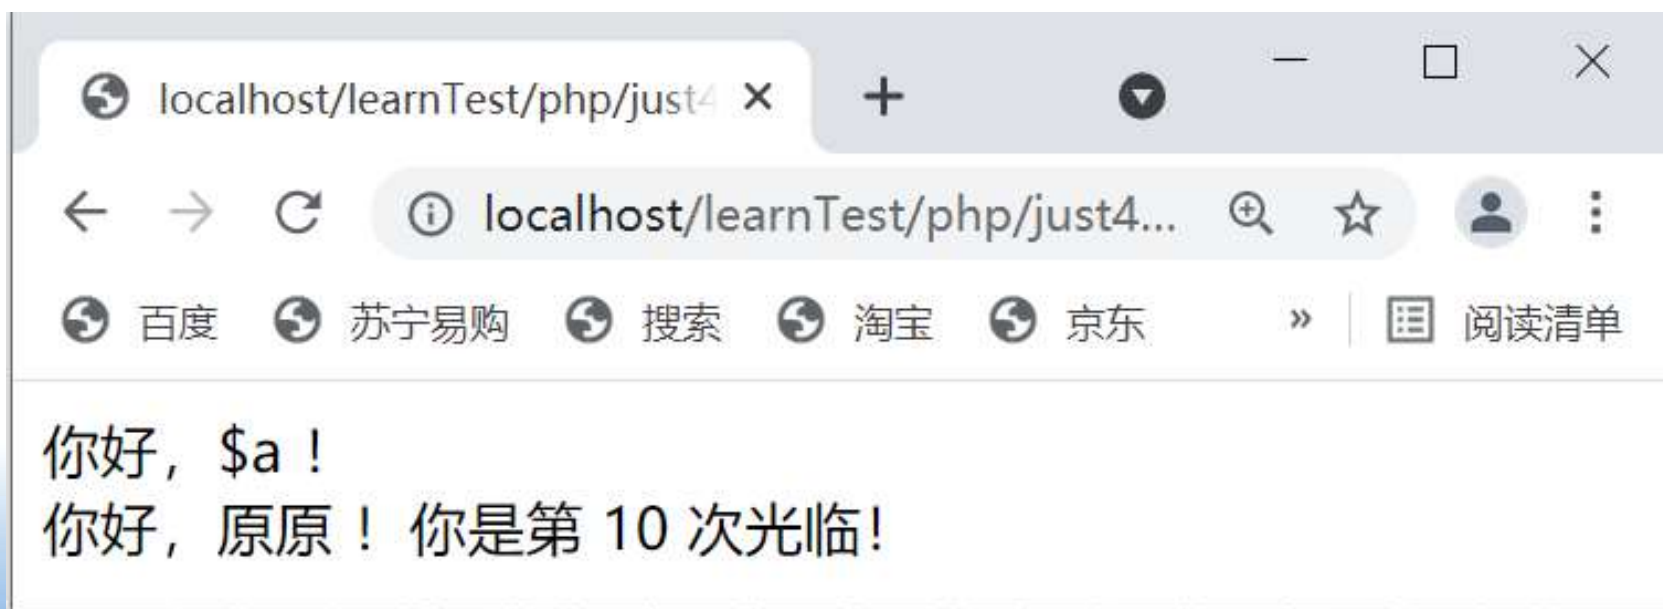 localhost/learnTest/php/just4
localhost/learnTest/php/just4...
百度 苏宁易购 搜索 淘宝 京东 » 阅读清单
你好，$a！
你好，原原！ 你是第 10 次光临!